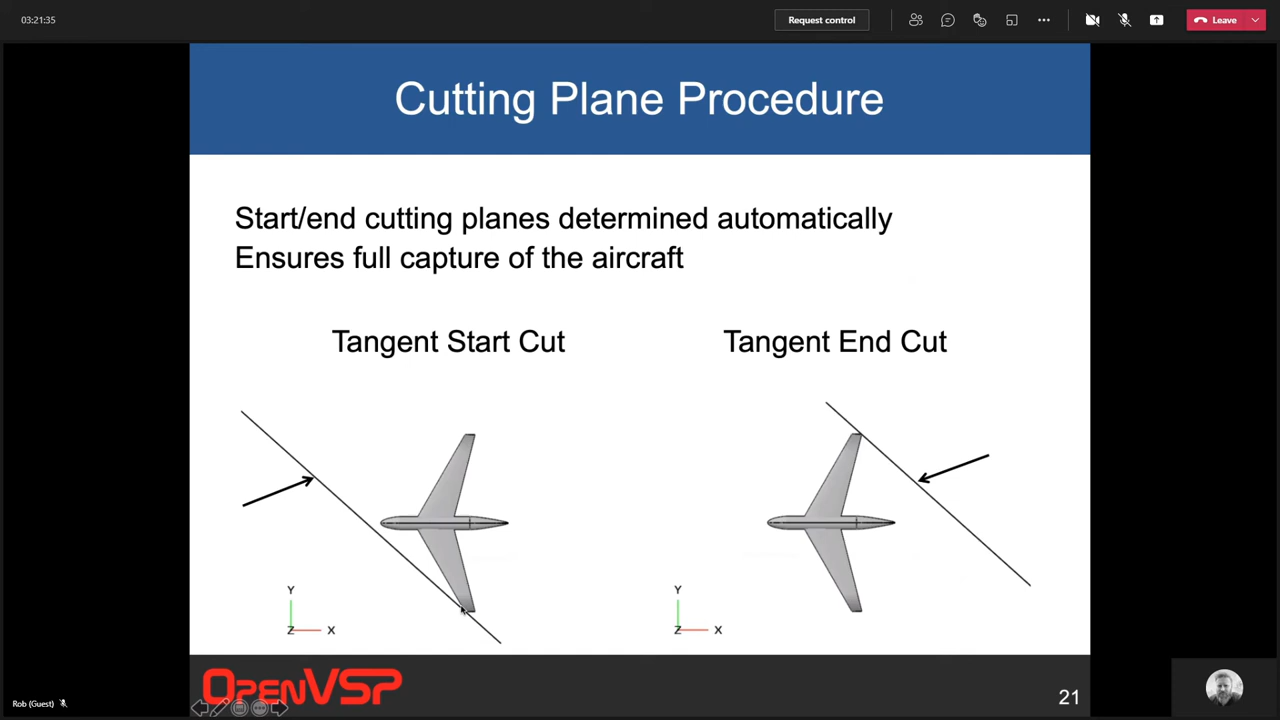 03:21:35
Request control
Leave
Cutting Plane Procedure
Start/end cutting planes determined automatically
Ensures full capture of the aircraft
Tangent Start Cut
Tangent End Cut
Y
Z X
Y
Z X
OpenVSP
21
Rob (Guest)